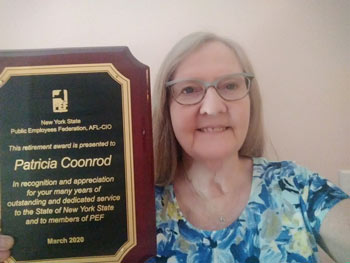 PEF
New York State
Public Employees Federation, AFL-CIO
This retirement award is presented to
Patricia Coonrod
In recognition and appreciation
for your many years of
outstanding and dedicated service
to the State of New York State
and to members of PEF
March 2020